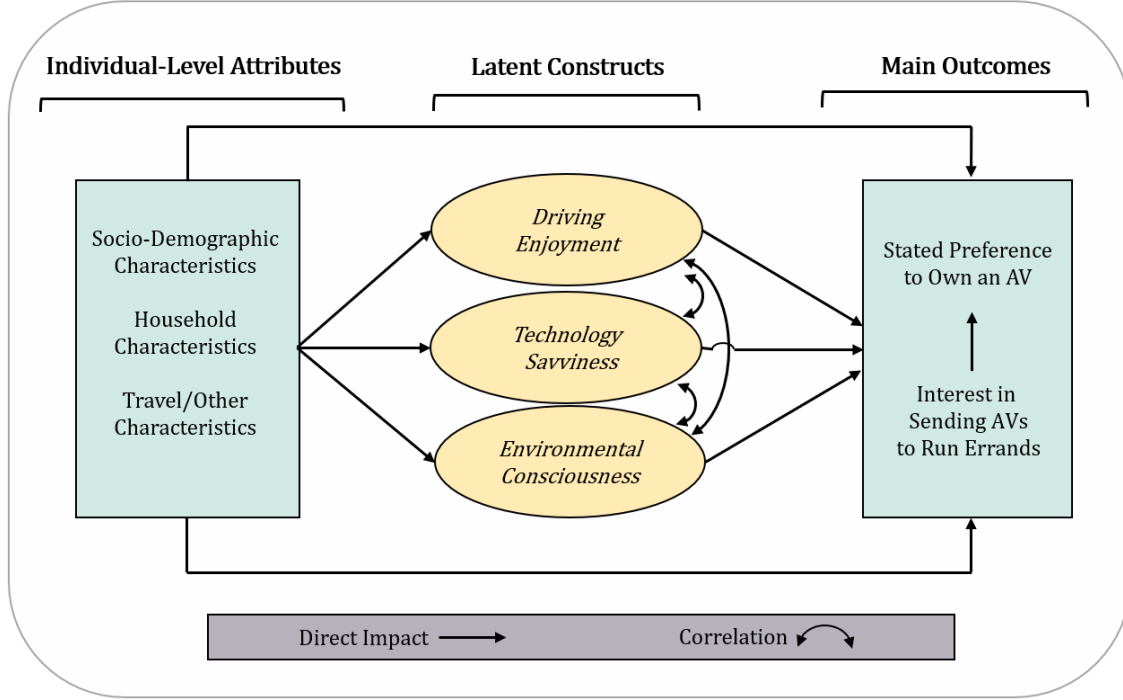 Individual-Level Attributes
Latent Constructs
Main Outcomes
Socio-Demographic
Characteristics
Household
Characteristics
Travel/Other
Characteristics
Driving
Enjoyment
Technology
Savviness
Environmental
Consciousness
Stated Preference
to Own an AV
Interest in
Sending AVs
to Run Errands
Direct Impact
Correlation